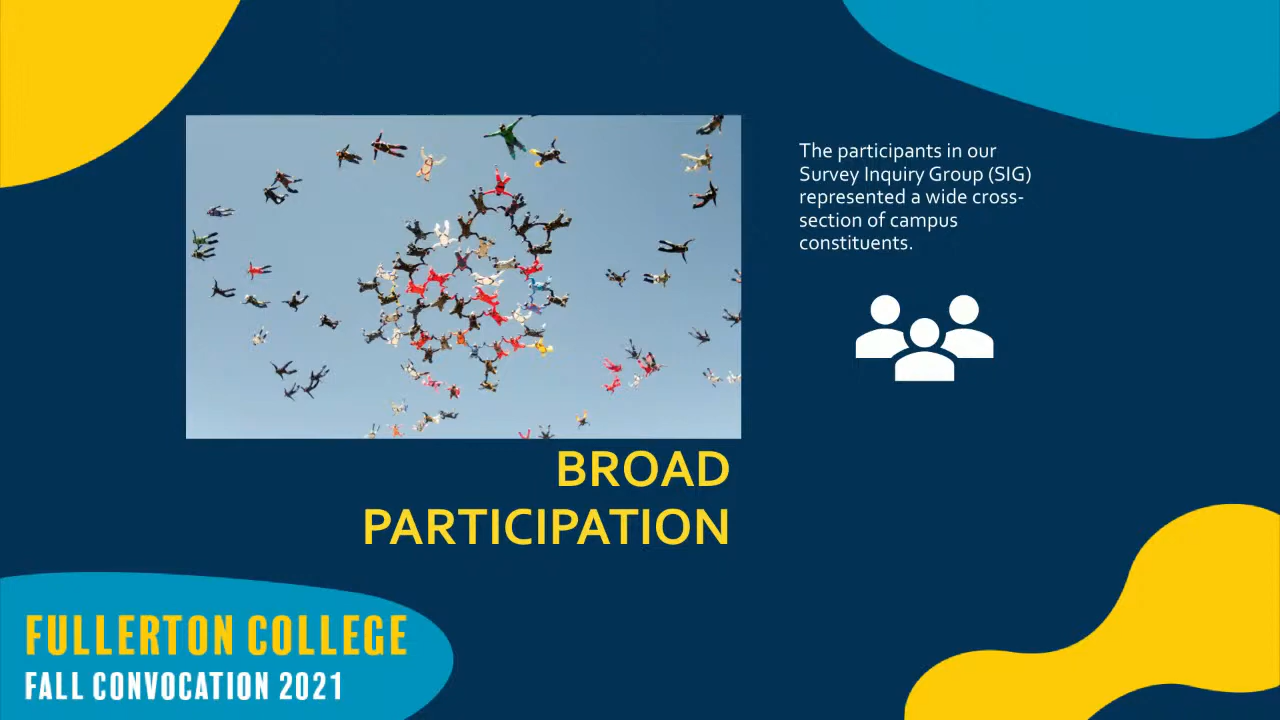 The participants in our
Survey Inquiry Group (SIG)
represented a wide cross-
section of campus
constituents.
BROAD
PARTICIPATION
FULLERTON COLLEGE
FALL CONVOCATION 2021